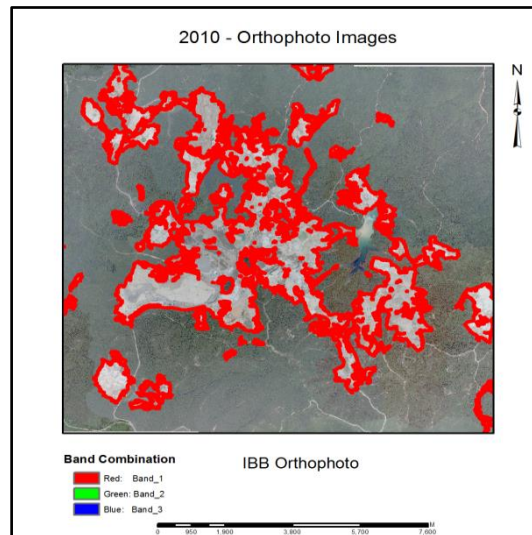 2010 - Orthophoto Images
N
Band Combination
Red: Band_1
Green: Band_2
Blue: Band_3
IBB Orthophoto
0 950 1,900 3,800 5,700 7,600
M